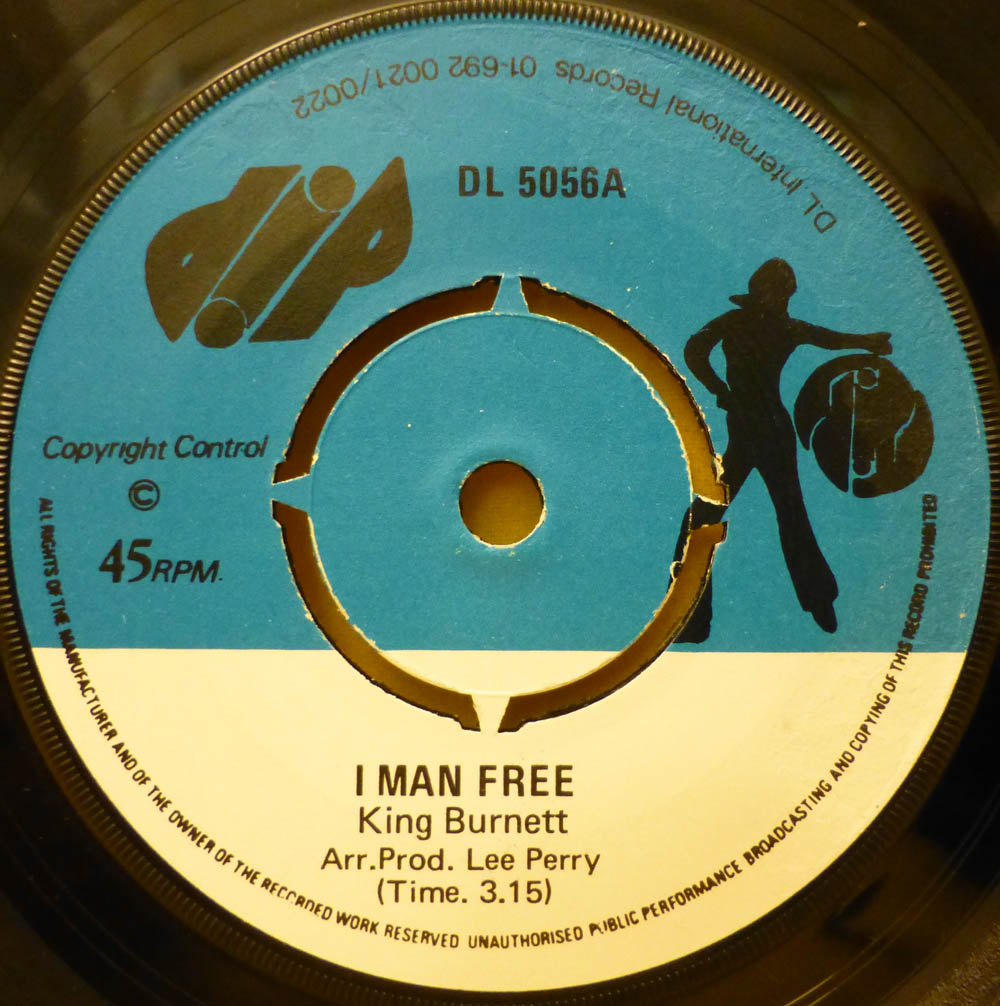 DL International Records 01-692 0021/0022
dip
DL 5056A
Copyright Control
©
45RPM.
ALL RIGHTS OF THE MANUFACTURER AND OF THE OWNER OF THE RECORDED WORK RESERVED UNAUTHORISED PUBLIC PERFORMANCE BROADCASTING AND COPYING OF THIS RECORD PROHIBITED
I MAN FREE
King Burnett
Arr.Prod. Lee Perry
(Time. 3.15)